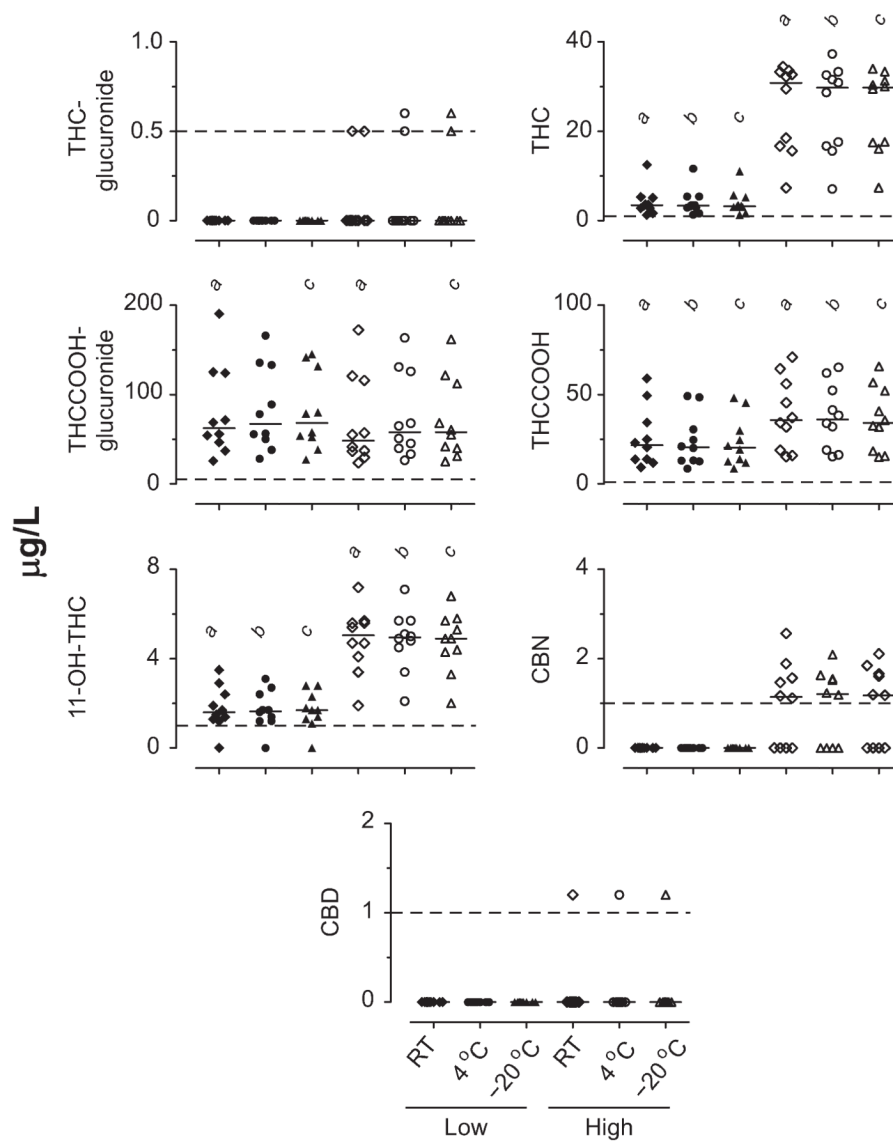 μg/L
THC-
glucuronide
1.0
0.5
0
THC
40
20
0
a b c a b c
THCCOOH-
glucuronide
200
100
0
a c a c
THCCOOH
100
50
0
a b c a b c
11-OH-THC
8
4
0
a b c a b c
CBN
4
2
0
CBD
2
1
0
RT 4 °C −20 °C RT 4 °C −20 °C
Low High